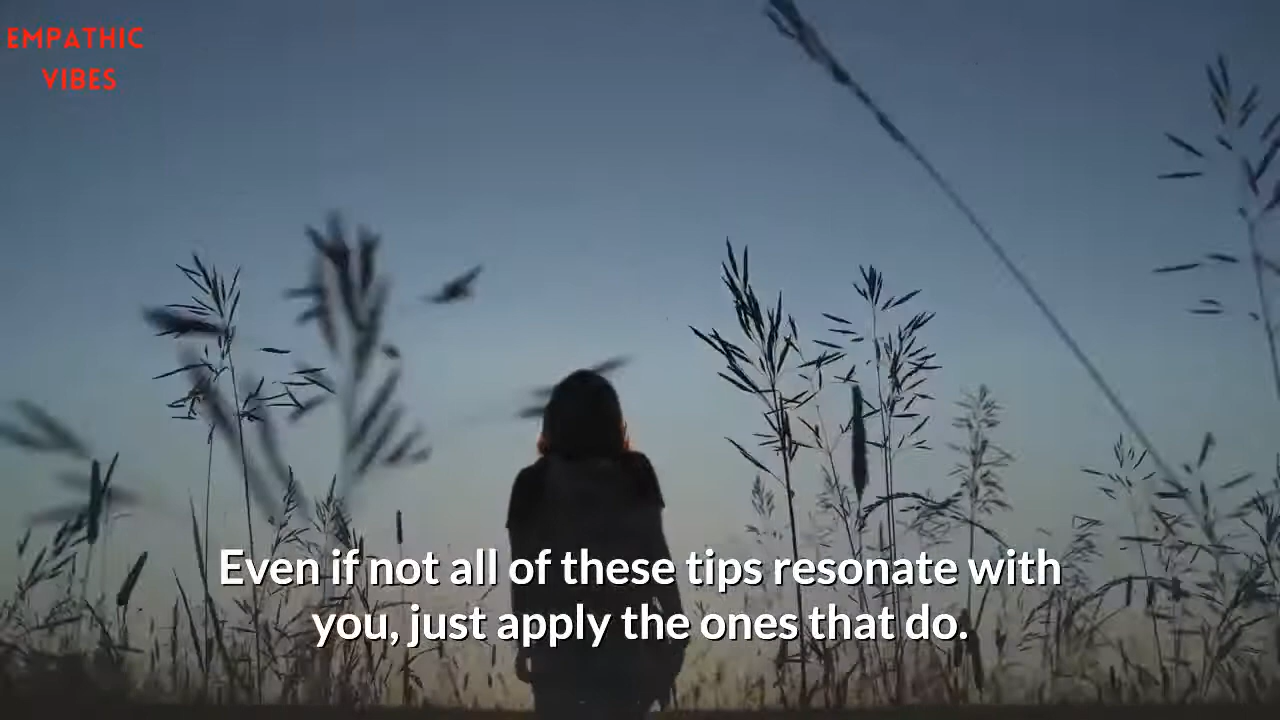 EMPATHIC
VIBES
Even if not all of these tips resonate with
you, just apply the ones that do.